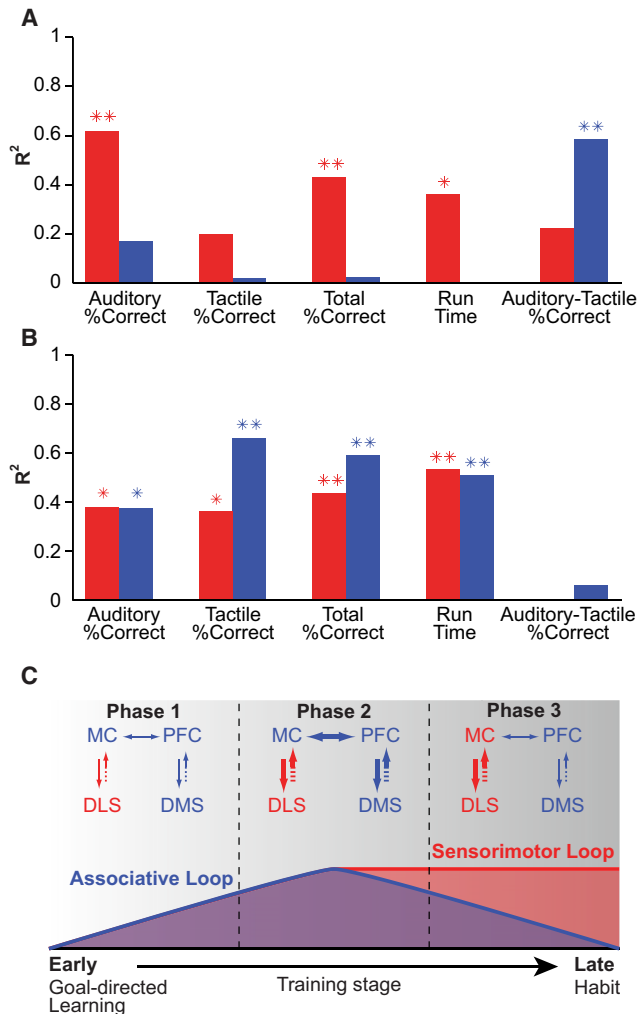 A
1
0.8
0.6
0.4
0.2
0
R²
** ** * **
Auditory %Correct
Tactile %Correct
Total %Correct
Run Time
Auditory-Tactile %Correct
B
1
0.8
0.6
0.4
0.2
0
R²
* * * ** ** ** ** **
Auditory %Correct
Tactile %Correct
Total %Correct
Run Time
Auditory-Tactile %Correct
C
Phase 1 Phase 2 Phase 3
MC PFC MC PFC MC PFC
DLS DMS DLS DMS DLS DMS
Sensorimotor Loop
Associative Loop
Early Late
Goal-directed Training stage Habit
Learning